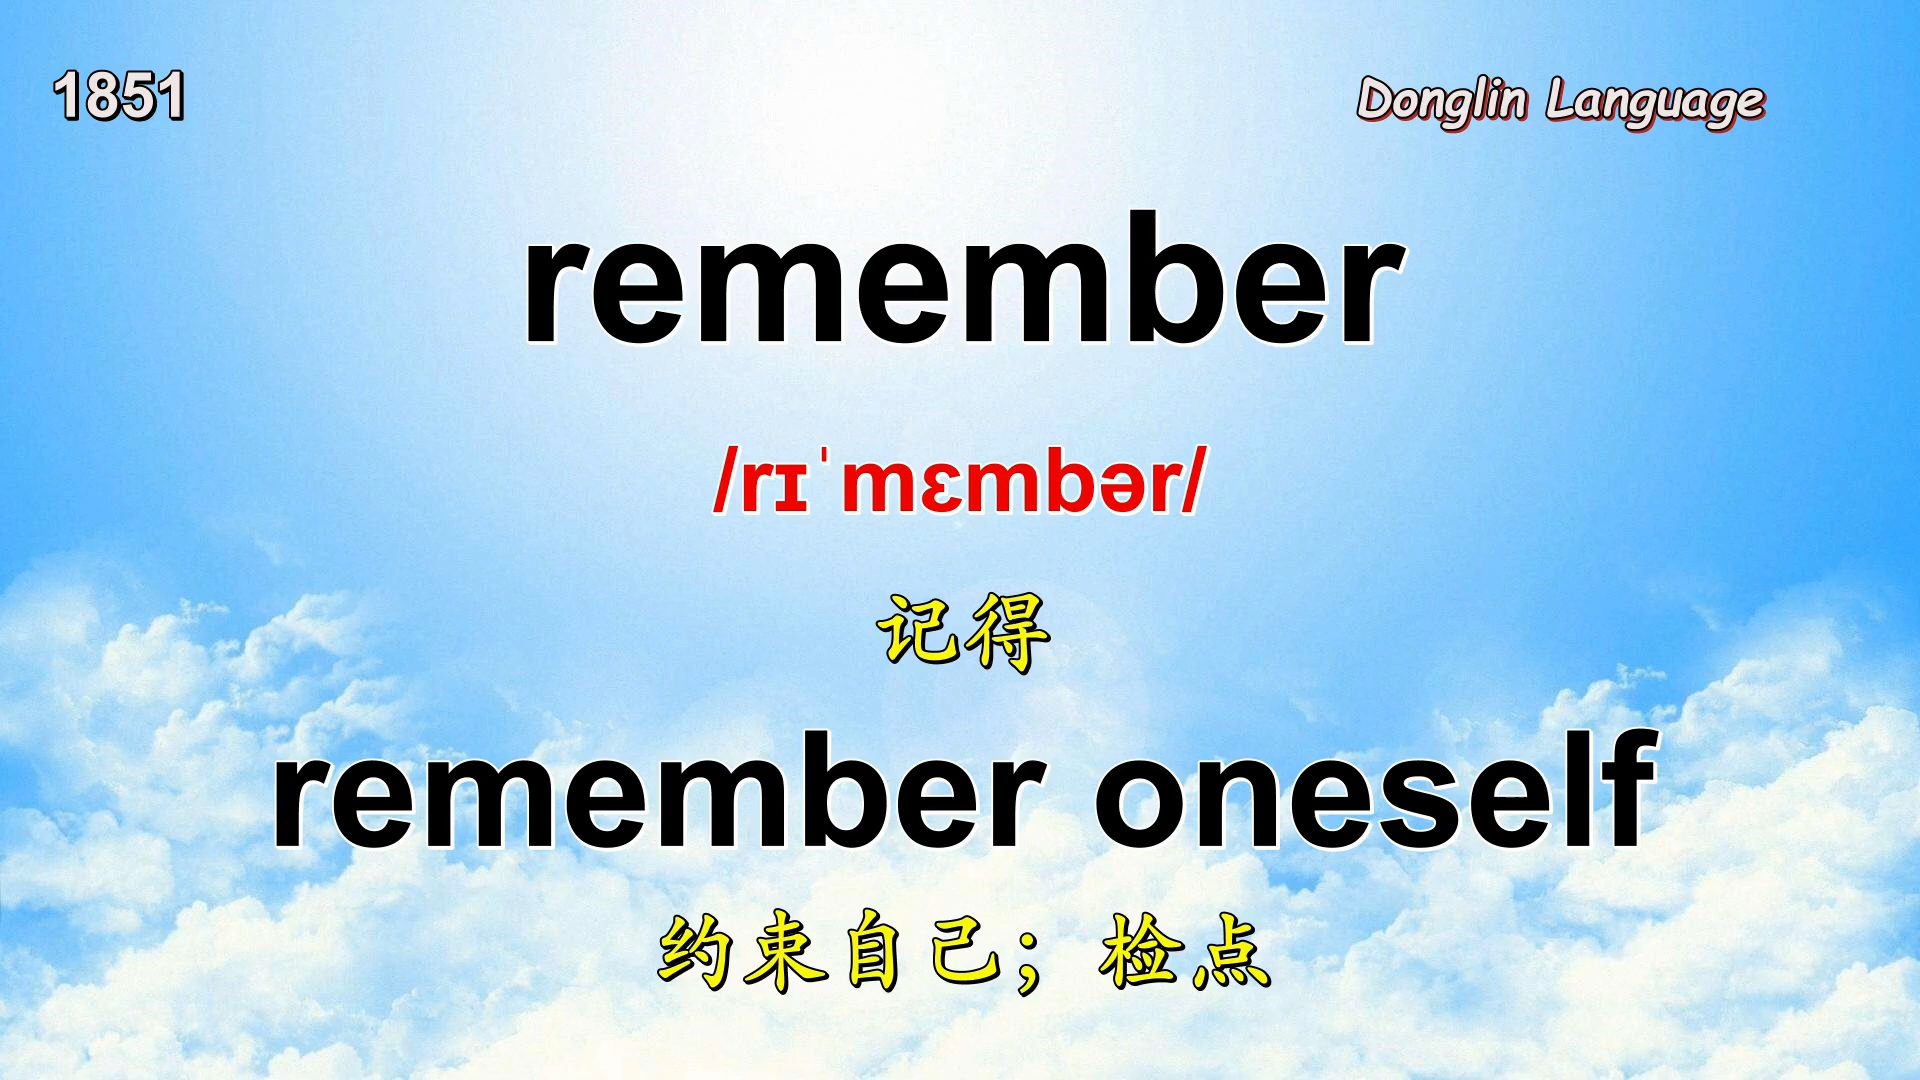 1851
Donglin Language
remember
/rɪˈmɛmbər/
记得
remember oneself
约束自己；检点